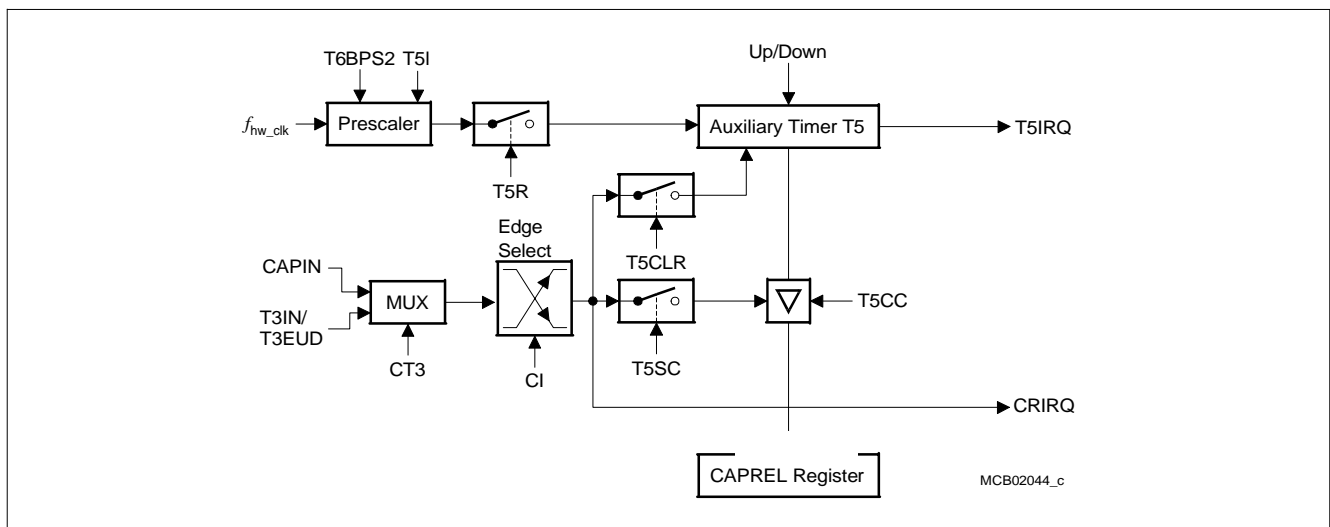 T6BPS2 T5I
Up/Down
fhw_clk
Prescaler
Auxiliary Timer T5
T5IRQ
T5R
Edge
Select
T5CLR
CAPIN
MUX
T5CC
T3IN/
T3EUD
CT3
CI
T5SC
CRIRQ
CAPREL Register
MCB02044_c